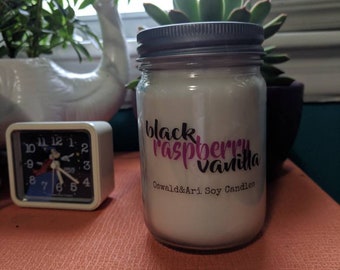 black
raspberry
vanilla
Oswald&Ari Soy Candles